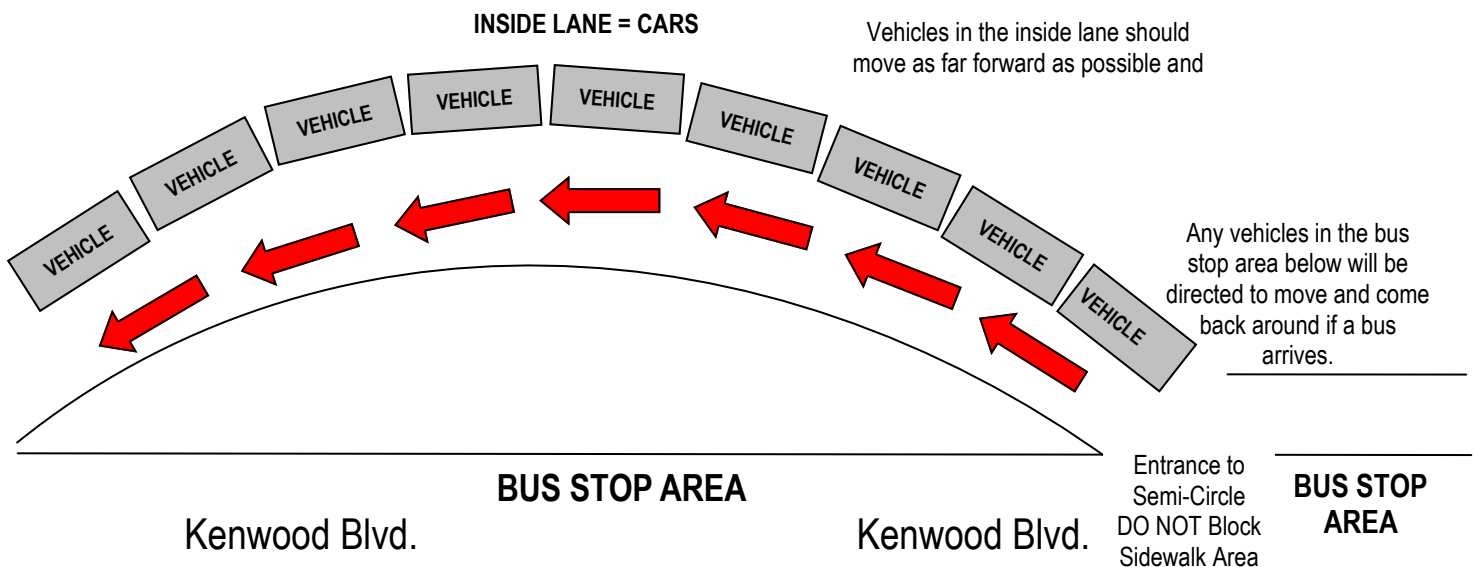 INSIDE LANE = CARS
Vehicles in the inside lane should
move as far forward as possible and
VEHICLE
VEHICLE
VEHICLE
VEHICLE
VEHICLE
VEHICLE
VEHICLE
VEHICLE
VEHICLE
Any vehicles in the bus
stop area below will be
directed to move and come
back around if a bus
arrives.
BUS STOP AREA
Kenwood Blvd.
Kenwood Blvd.
Entrance to
Semi-Circle
DO NOT Block
Sidewalk Area
BUS STOP
AREA